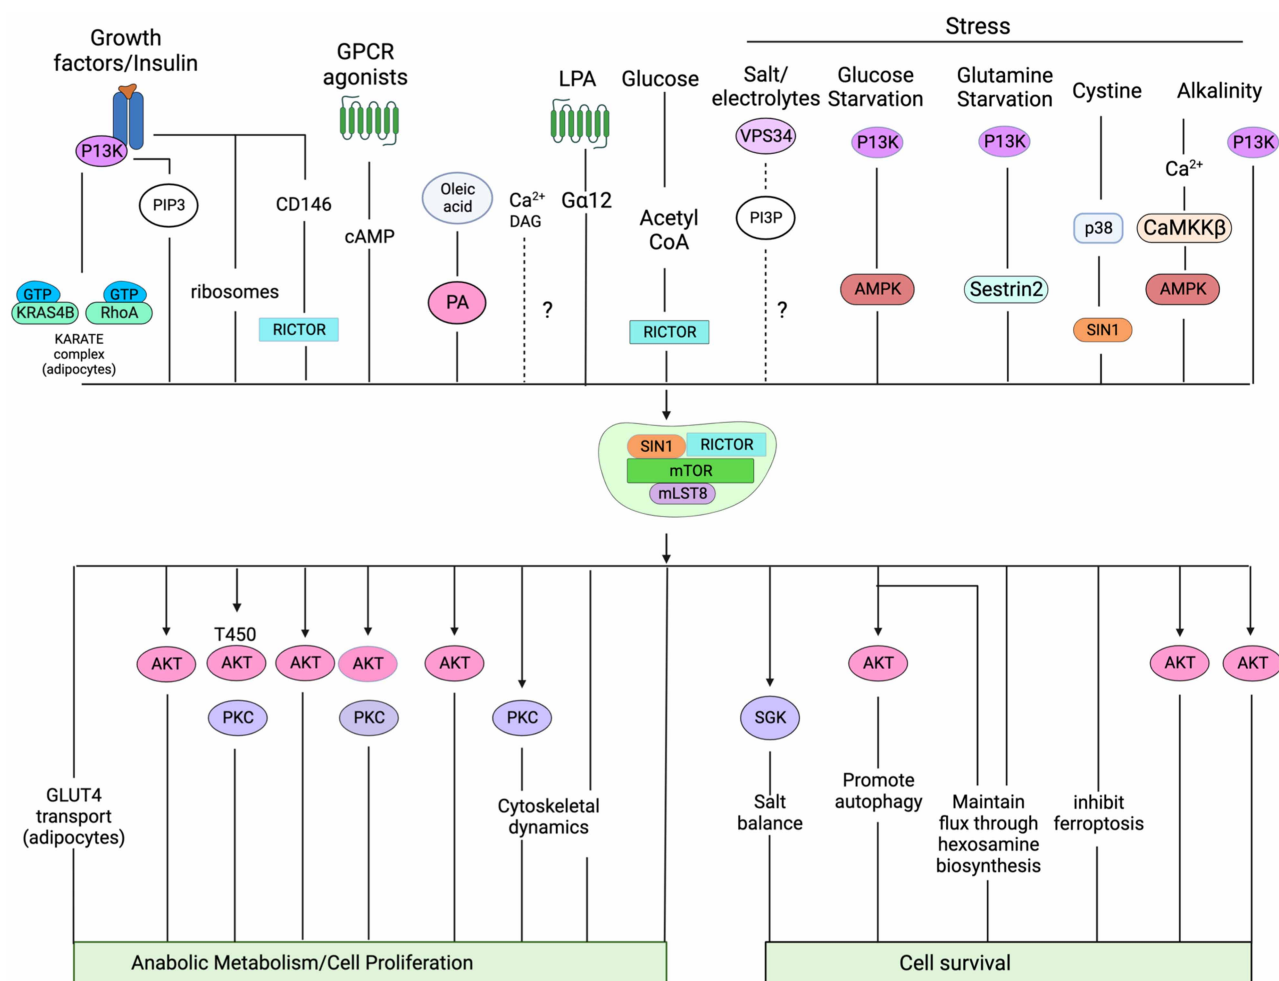 Stress
Growth
factors/Insulin
GPCR
agonists
LPA
Glucose
Salt/
electrolytes
Glucose
Starvation
Glutamine
Starvation
Cystine
Alkalinity
P13K
PIP3
CD146
cAMP
Oleic
acid
Ca2+
DAG
Gα12
Acetyl
CoA
VPS34
PI3P
P13K
P13K
Ca2+
P13K
p38
CaMKKβ
GTP
KRAS4B
GTP
RhoA
KARATE
complex
(adipocytes)
ribosomes
RICTOR
PA
?
RICTOR
?
AMPK
Sestrin2
SIN1
AMPK
SIN1
RICTOR
mTOR
mLST8
T450
AKT
AKT
AKT
AKT
AKT
AKT
AKT
AKT
PKC
PKC
PKC
SGK
GLUT4
transport
(adipocytes)
Cytoskeletal
dynamics
Salt
balance
Promote
autophagy
Maintain
flux through
hexosamine
biosynthesis
inhibit
ferroptosis
Anabolic Metabolism/Cell Proliferation
Cell survival